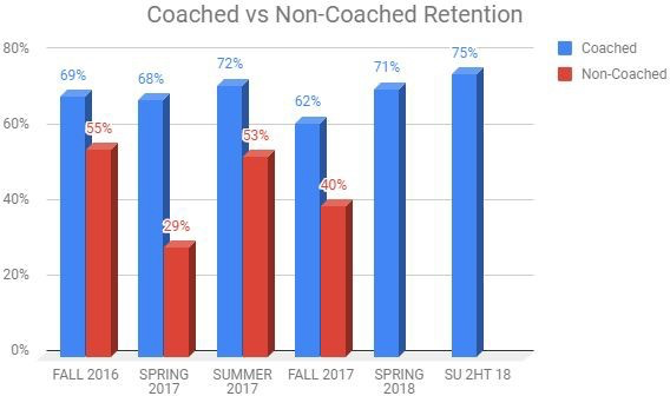 Coached vs Non-Coached Retention
80%
60%
40%
20%
0%
69%
55%
68%
29%
72%
53%
62%
40%
71%
75%
FALL 2016
SPRING
2017
SUMMER
2017
FALL 2017
SPRING
2018
SU 2HT 18
Coached
Non-Coached